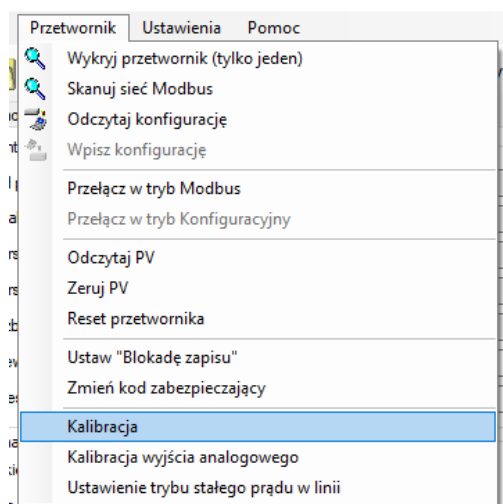 Przetwornik Ustawienia Pomoc
Wykryj przetwornik (tylko jeden)
Skanuj sieć Modbus
Odczytaj konfigurację
Wpisz konfigurację
Przełącz w tryb Modbus
Przełącz w tryb Konfiguracyjny
Odczytaj PV
Zeruj PV
Reset przetwornika
Ustaw "Blokadę zapisu"
Zmień kod zabezpieczający
Kalibracja
Kalibracja wyjścia analogowego
Ustawienie trybu stałego prądu w linii